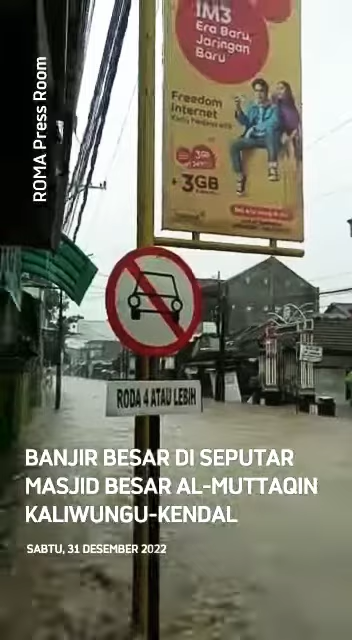 ROMA Press Room
IM3
Era Baru,
Jaringan
Baru
Freedom
Internet
3GB
+3GB
RODA 4 ATAU LEBIH
BANJIR BESAR DI SEPUTAR
MASJID BESAR AL-MUTTAQIN
KALIWUNGU-KENDAL
SABTU, 31 DESEMBER 2022